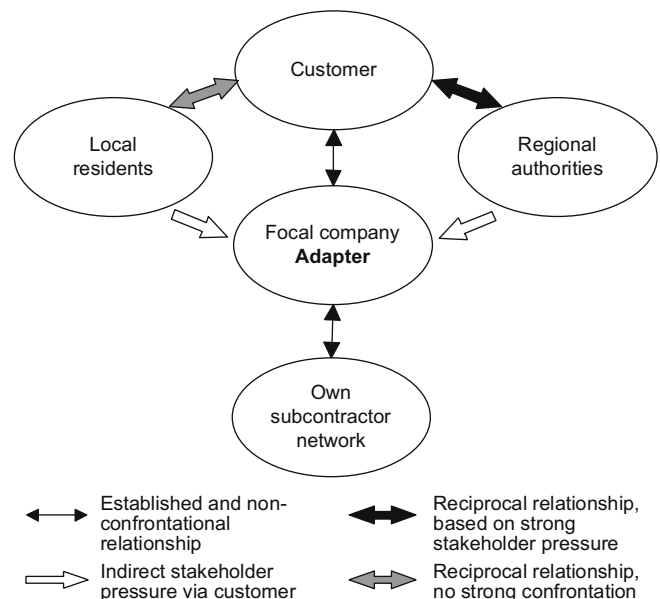 Customer
Local
residents
Regional
authorities
Focal company
Adapter
Own
subcontractor
network
Established and non-
confrontational
relationship
Reciprocal relationship,
based on strong
stakeholder pressure
Indirect stakeholder
pressure via customer
Reciprocal relationship,
no strong confrontation